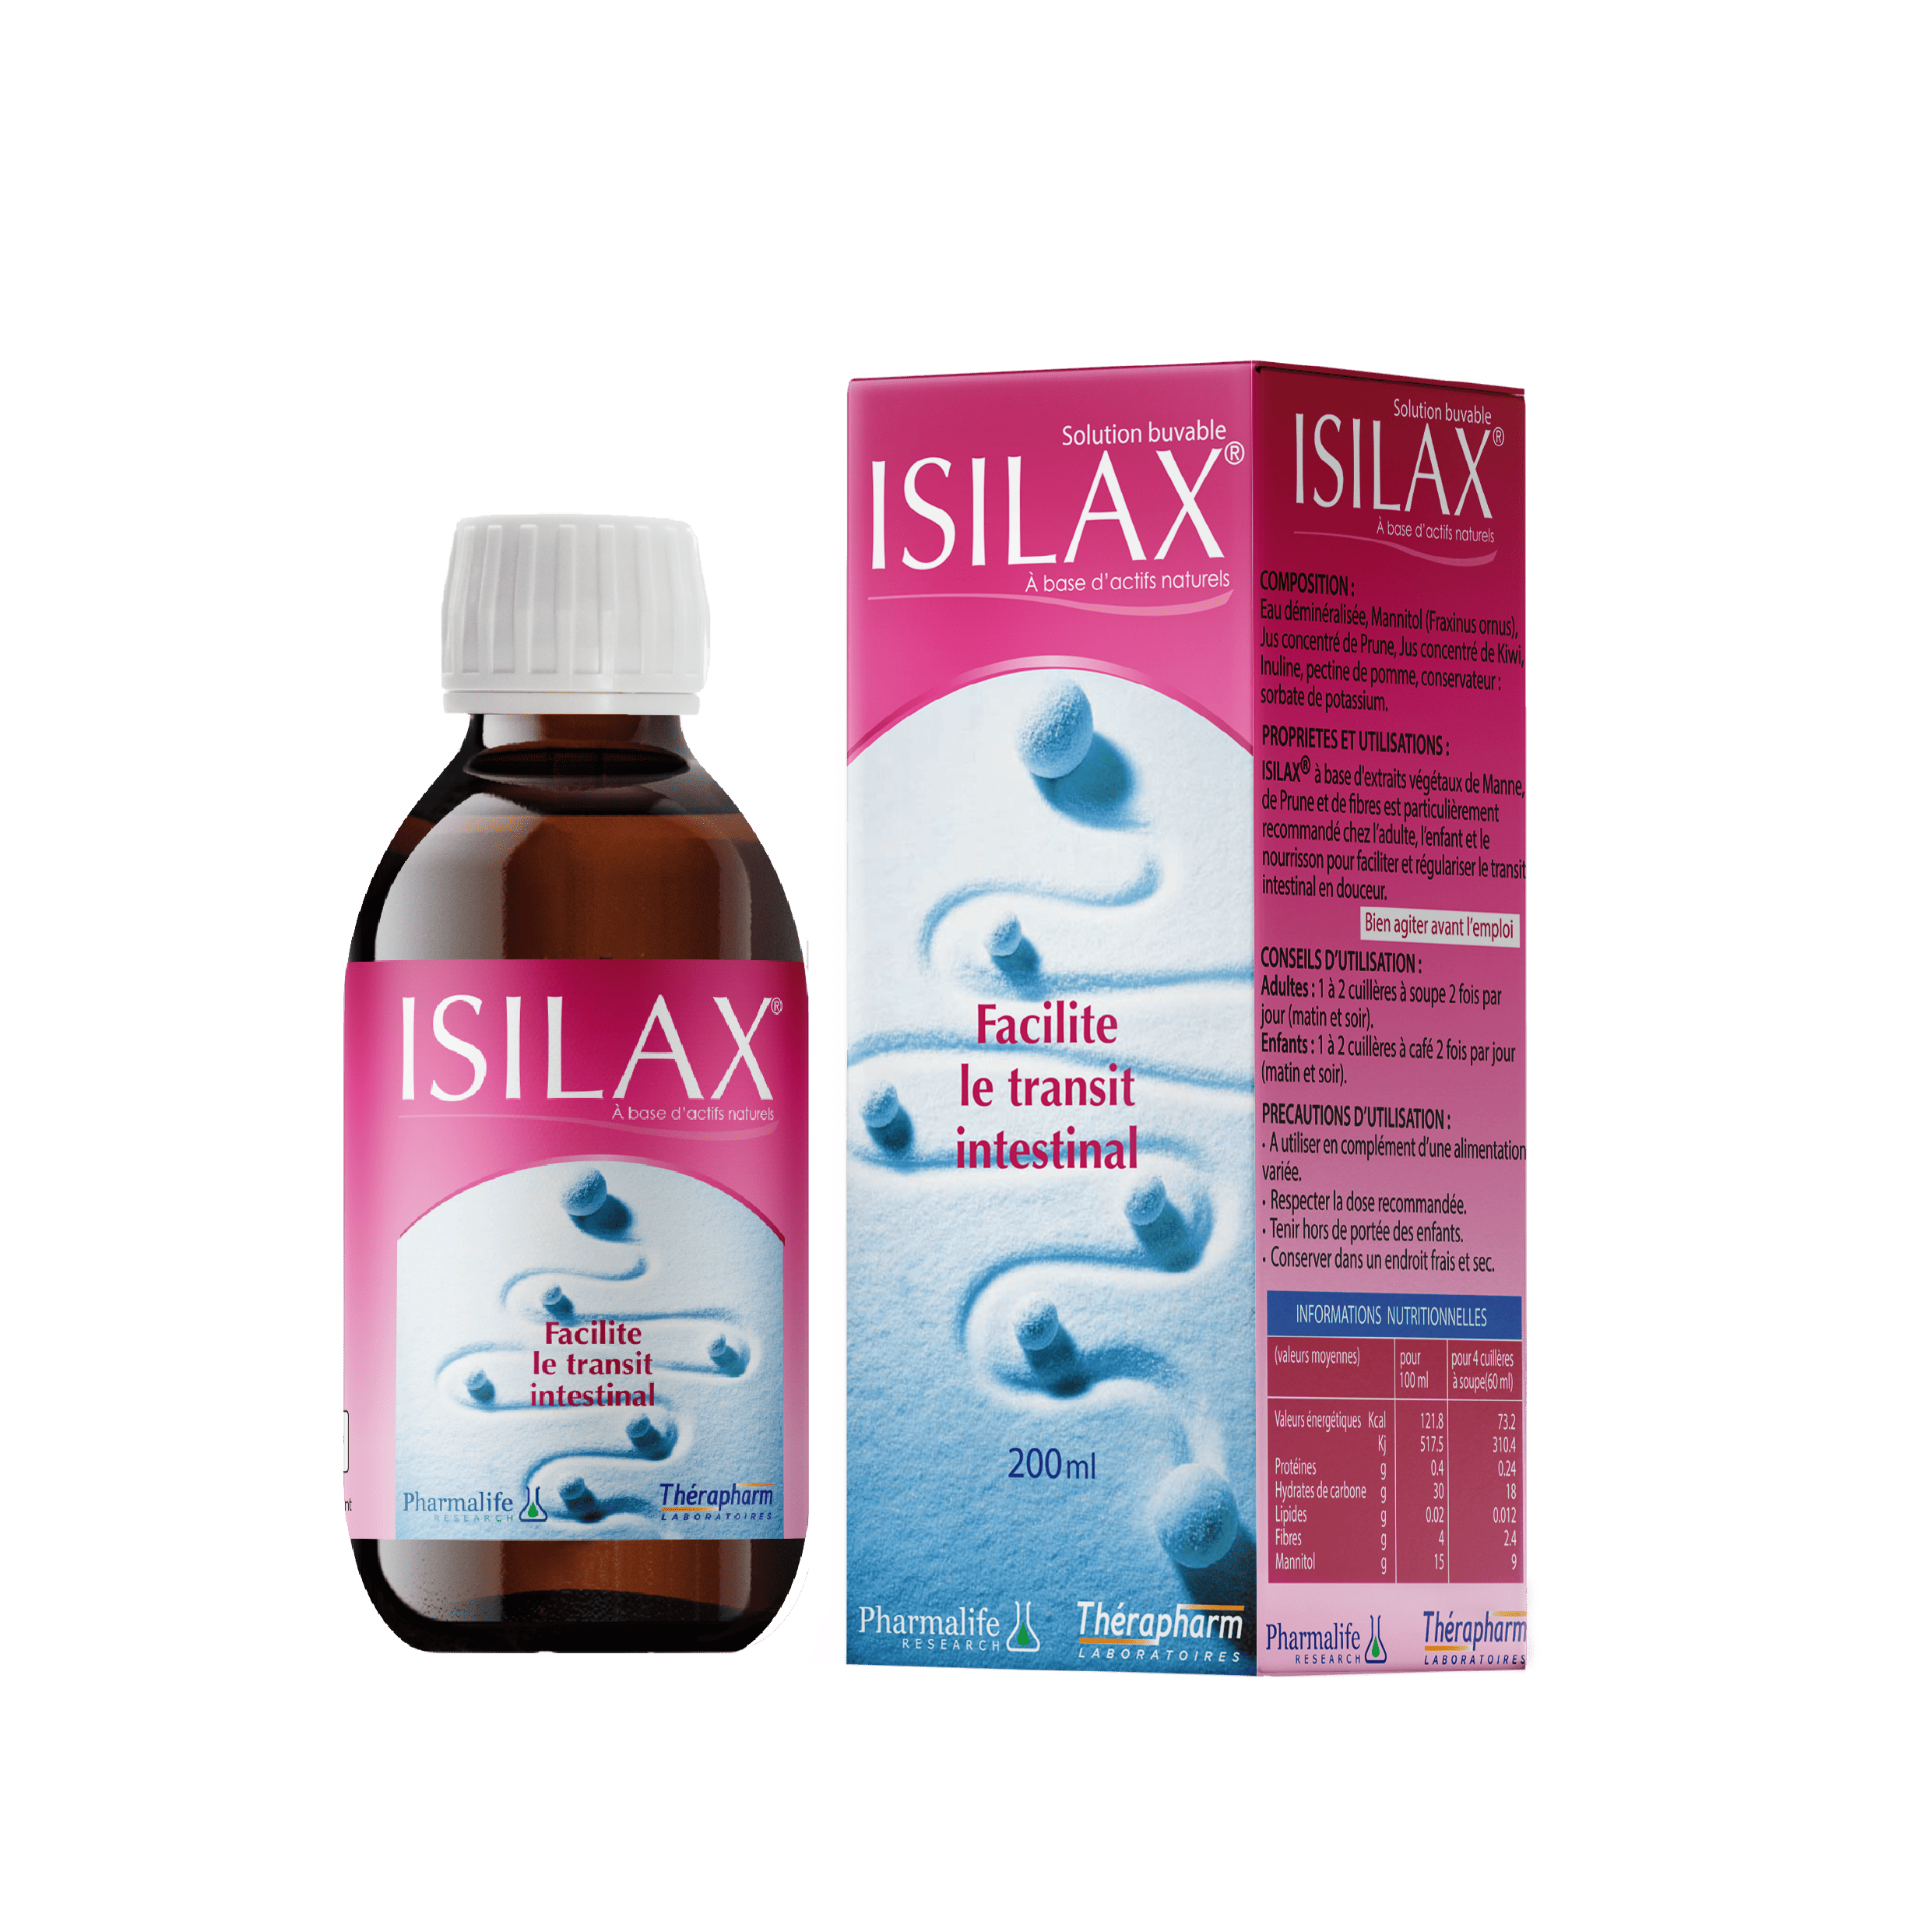 ISILAX®
À base d'actifs naturels
Facilite
le transit
intestinal
Pharmalife
RESEARCH
Thérapharm
LABORATOIRES
nt
Solution buvable
ISILAX®
À base d'actifs naturels
Facilite
le transit
intestinal
200ml
Pharmalife
RESEARCH
Thérapharm
LABORATOIRES
Solution buvable
ISILAX®
À base d'actifs naturels
COMPOSITION :
Eau déminéralisée, Mannitol (Fraxinus ornus),
Jus concentré de Prune, Jus concentré de Kiwi,
Inuline, pectine de pomme, conservateur :
sorbate de potassium.
PROPRIETES ET UTILISATIONS :
ISILAX® à base d'extraits végétaux de Manne,
de Prune et de fibres est particulièrement
recommandé chez l'adulte, l'enfant et le
nourrisson pour faciliter et régulariser le transit
intestinal en douceur.
Bien agiter avant l'emploi
CONSEILS D'UTILISATION :
Adultes : 1 à 2 cuillères à soupe 2 fois par
jour (matin et soir).
Enfants : 1 à 2 cuillères à café 2 fois par jour
(matin et soir).
PRECAUTIONS D'UTILISATION :
· A utiliser en complément d'une alimentation
variée.
· Respecter la dose recommandée.
· Tenir hors de portée des enfants.
· Conserver dans un endroit frais et sec.
INFORMATIONS NUTRITIONNELLES
(valeurs moyennes) pour 100 ml pour 4 cuillères à soupe(60 ml)
Valeurs énergétiques Kcal 121.8 73.2
Kj 517.5 310.4
Protéines g 0.4 0.24
Hydrates de carbone g 30 18
Lipides g 0.02 0.012
Fibres g 4 2.4
Mannitol g 15 9
Pharmalife
RESEARCH
Thérapharm
LABORATOIRES